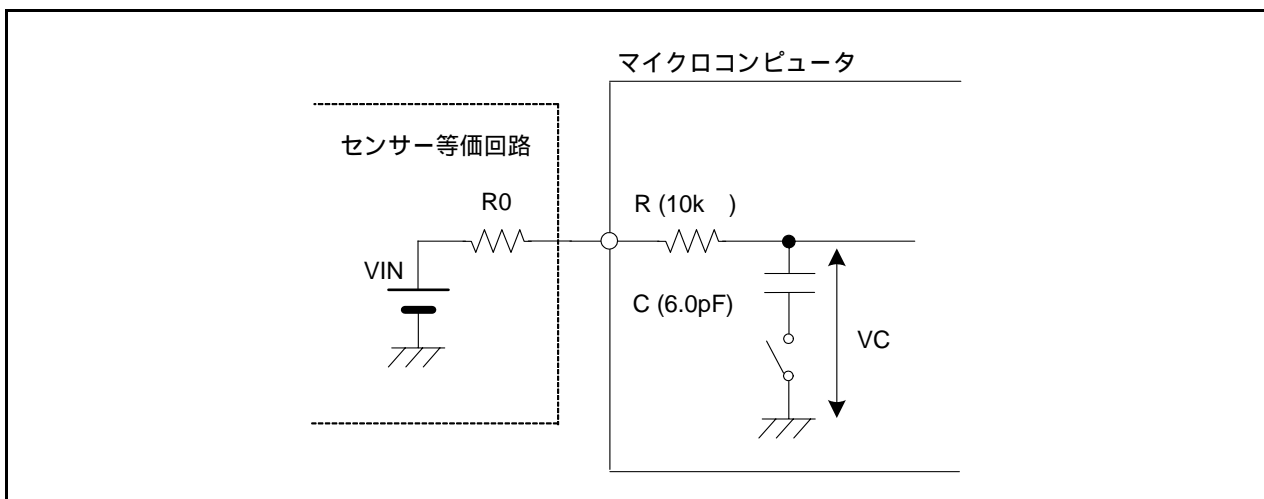 マイクロコンピュータ
センサー等価回路
R0
R (10k )
VIN
C (6.0pF)
VC